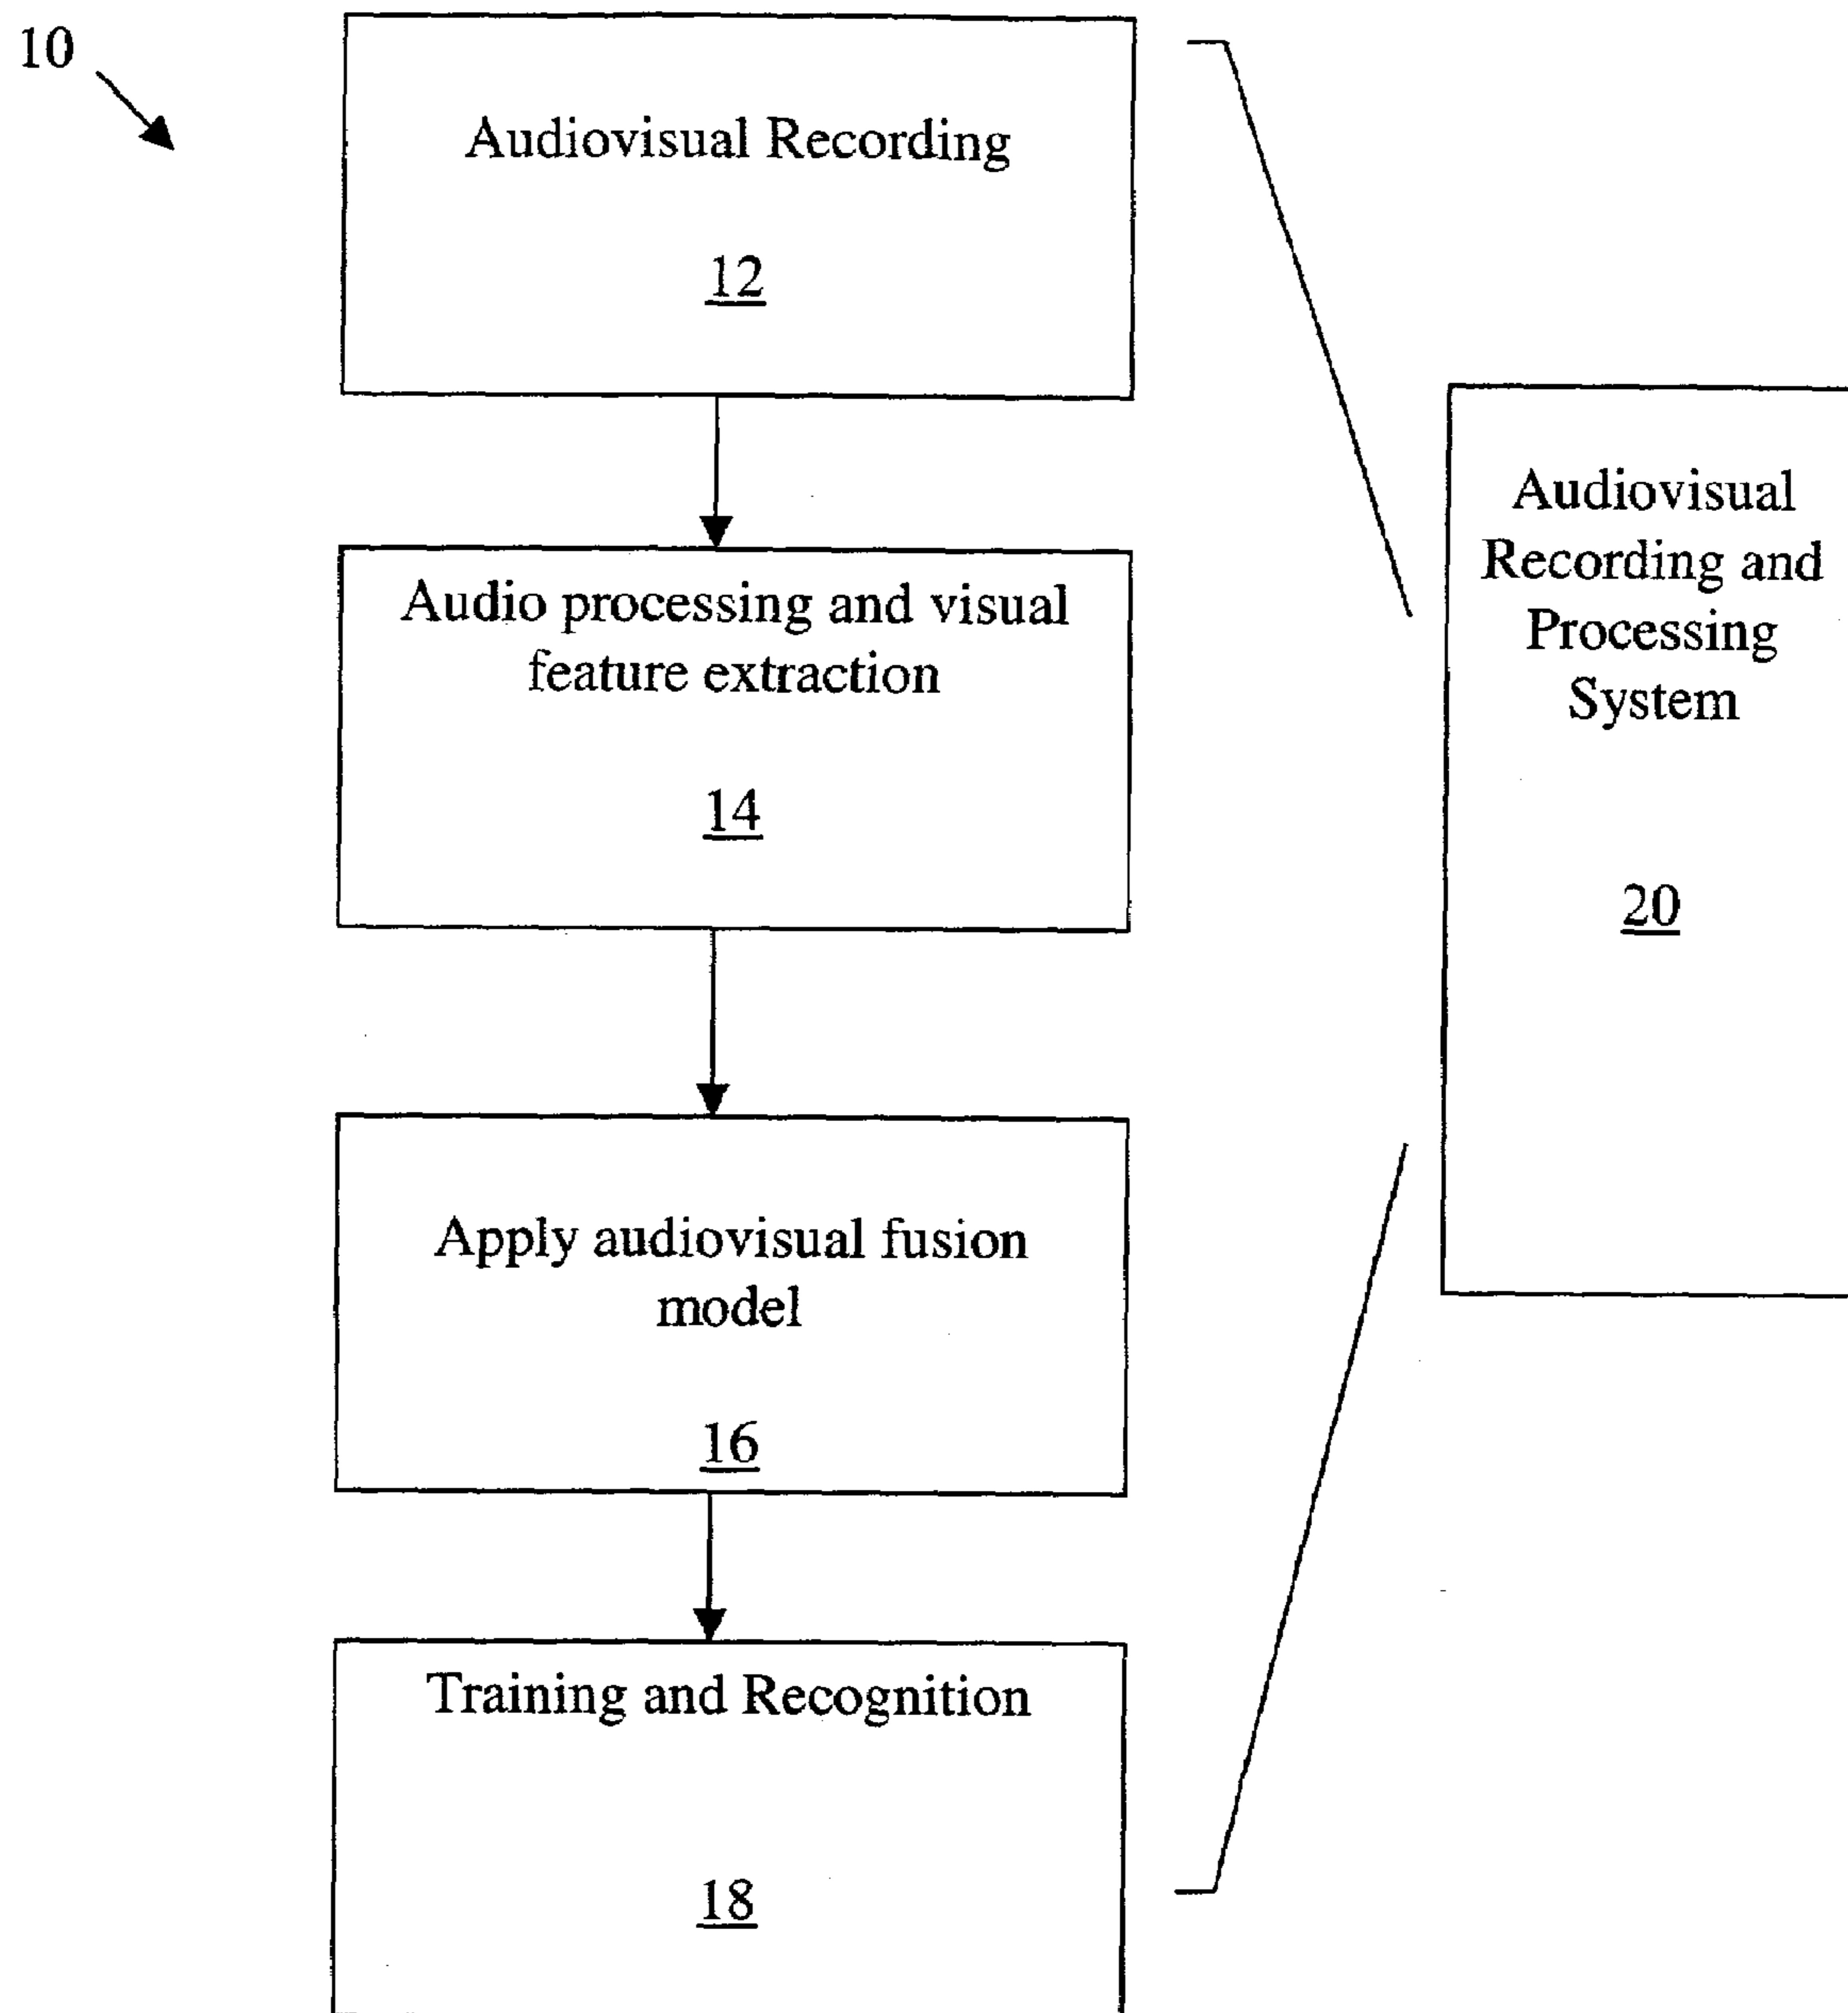 10
Audiovisual Recording
12
Audio processing and visual
feature extraction
14
Apply audiovisual fusion
model
16
Training and Recognition
18
Audiovisual
Recording and
Processing
System
20